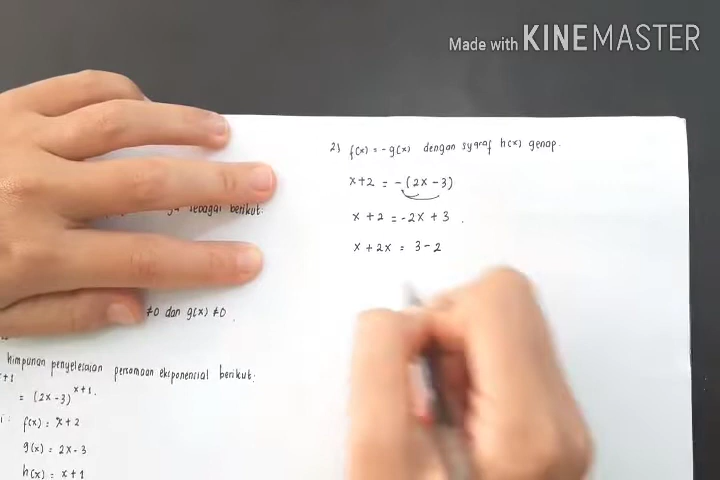 Made with KINEMASTER
sebagai berikut:
≠0 dan g(x) ≠0.
himpunan penyelesaian persamaan eksponensial berikut:
= (2x-3)^x+1.
f(x) = x+2
g(x) = 2x-3
h(x) = x+1
2) f(x) = -g(x) dengan syarat h(x) genap.
x+2 = -(2x-3)
x+2 = -2x+3.
x+2x = 3-2